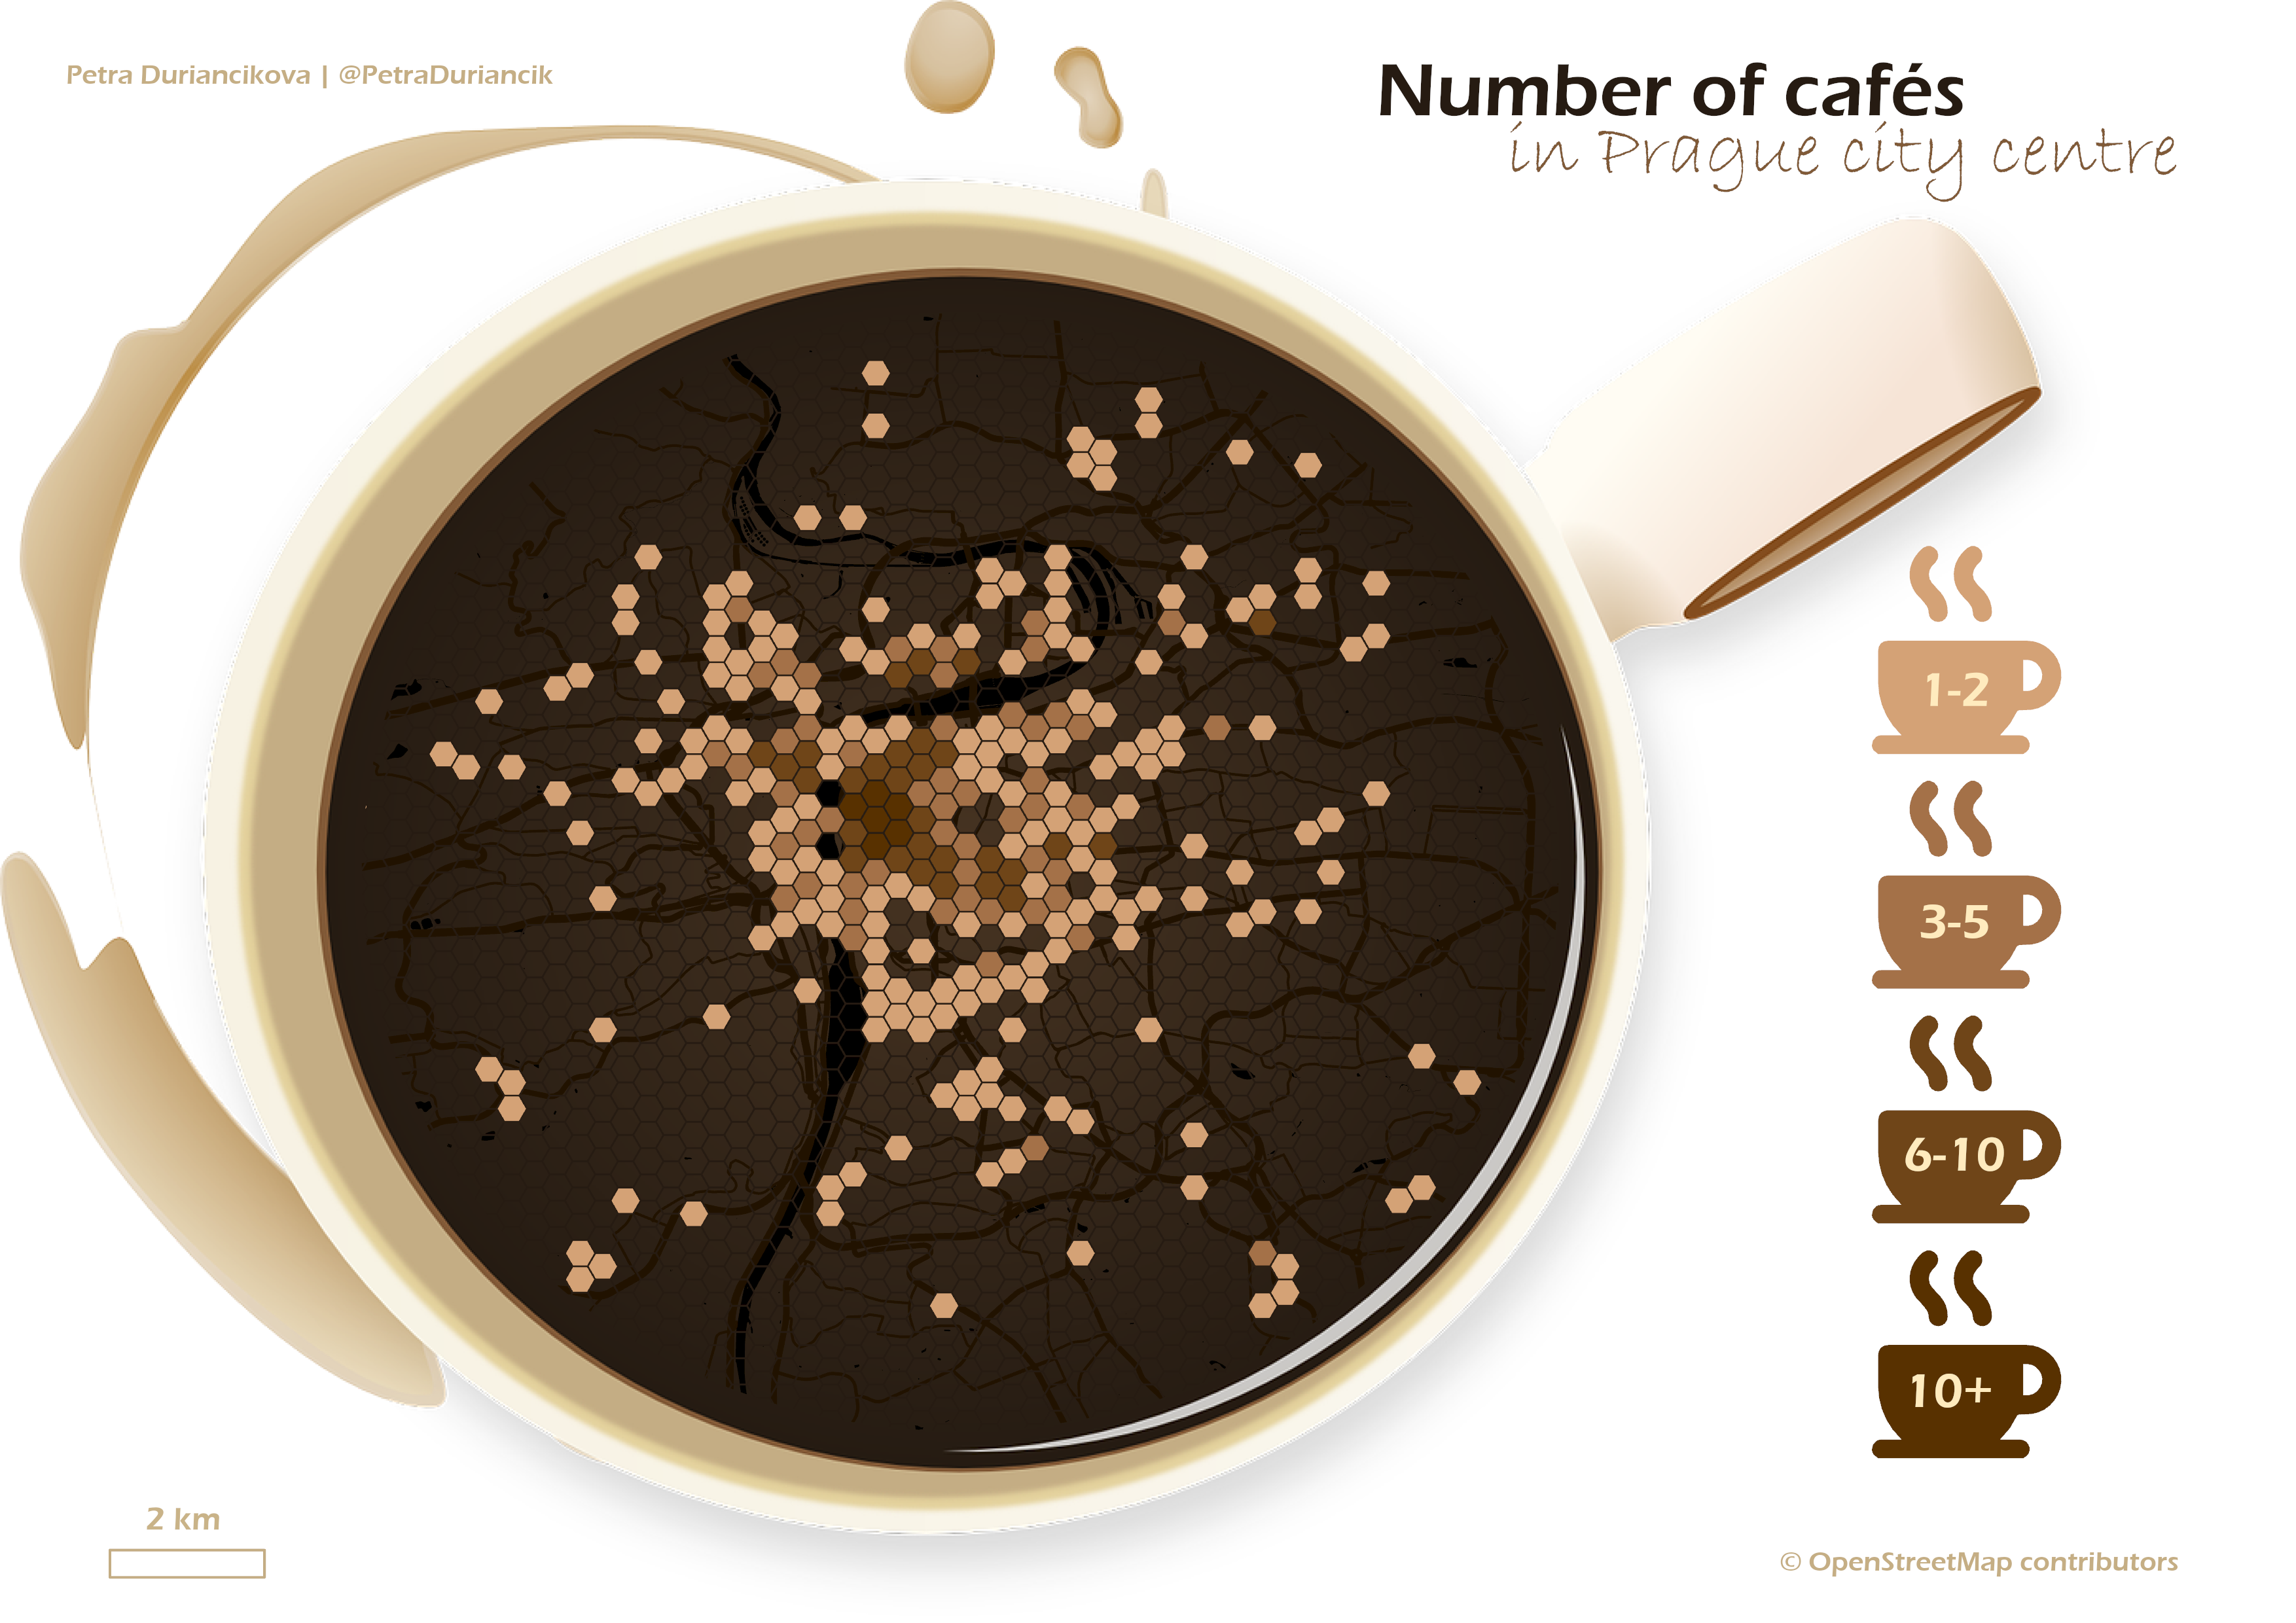 Petra Duriancikova | @PetraDuriancik
Number of cafés
in Prague city centre
1-2
3-5
6-10
10+
2 km
© OpenStreetMap contributors